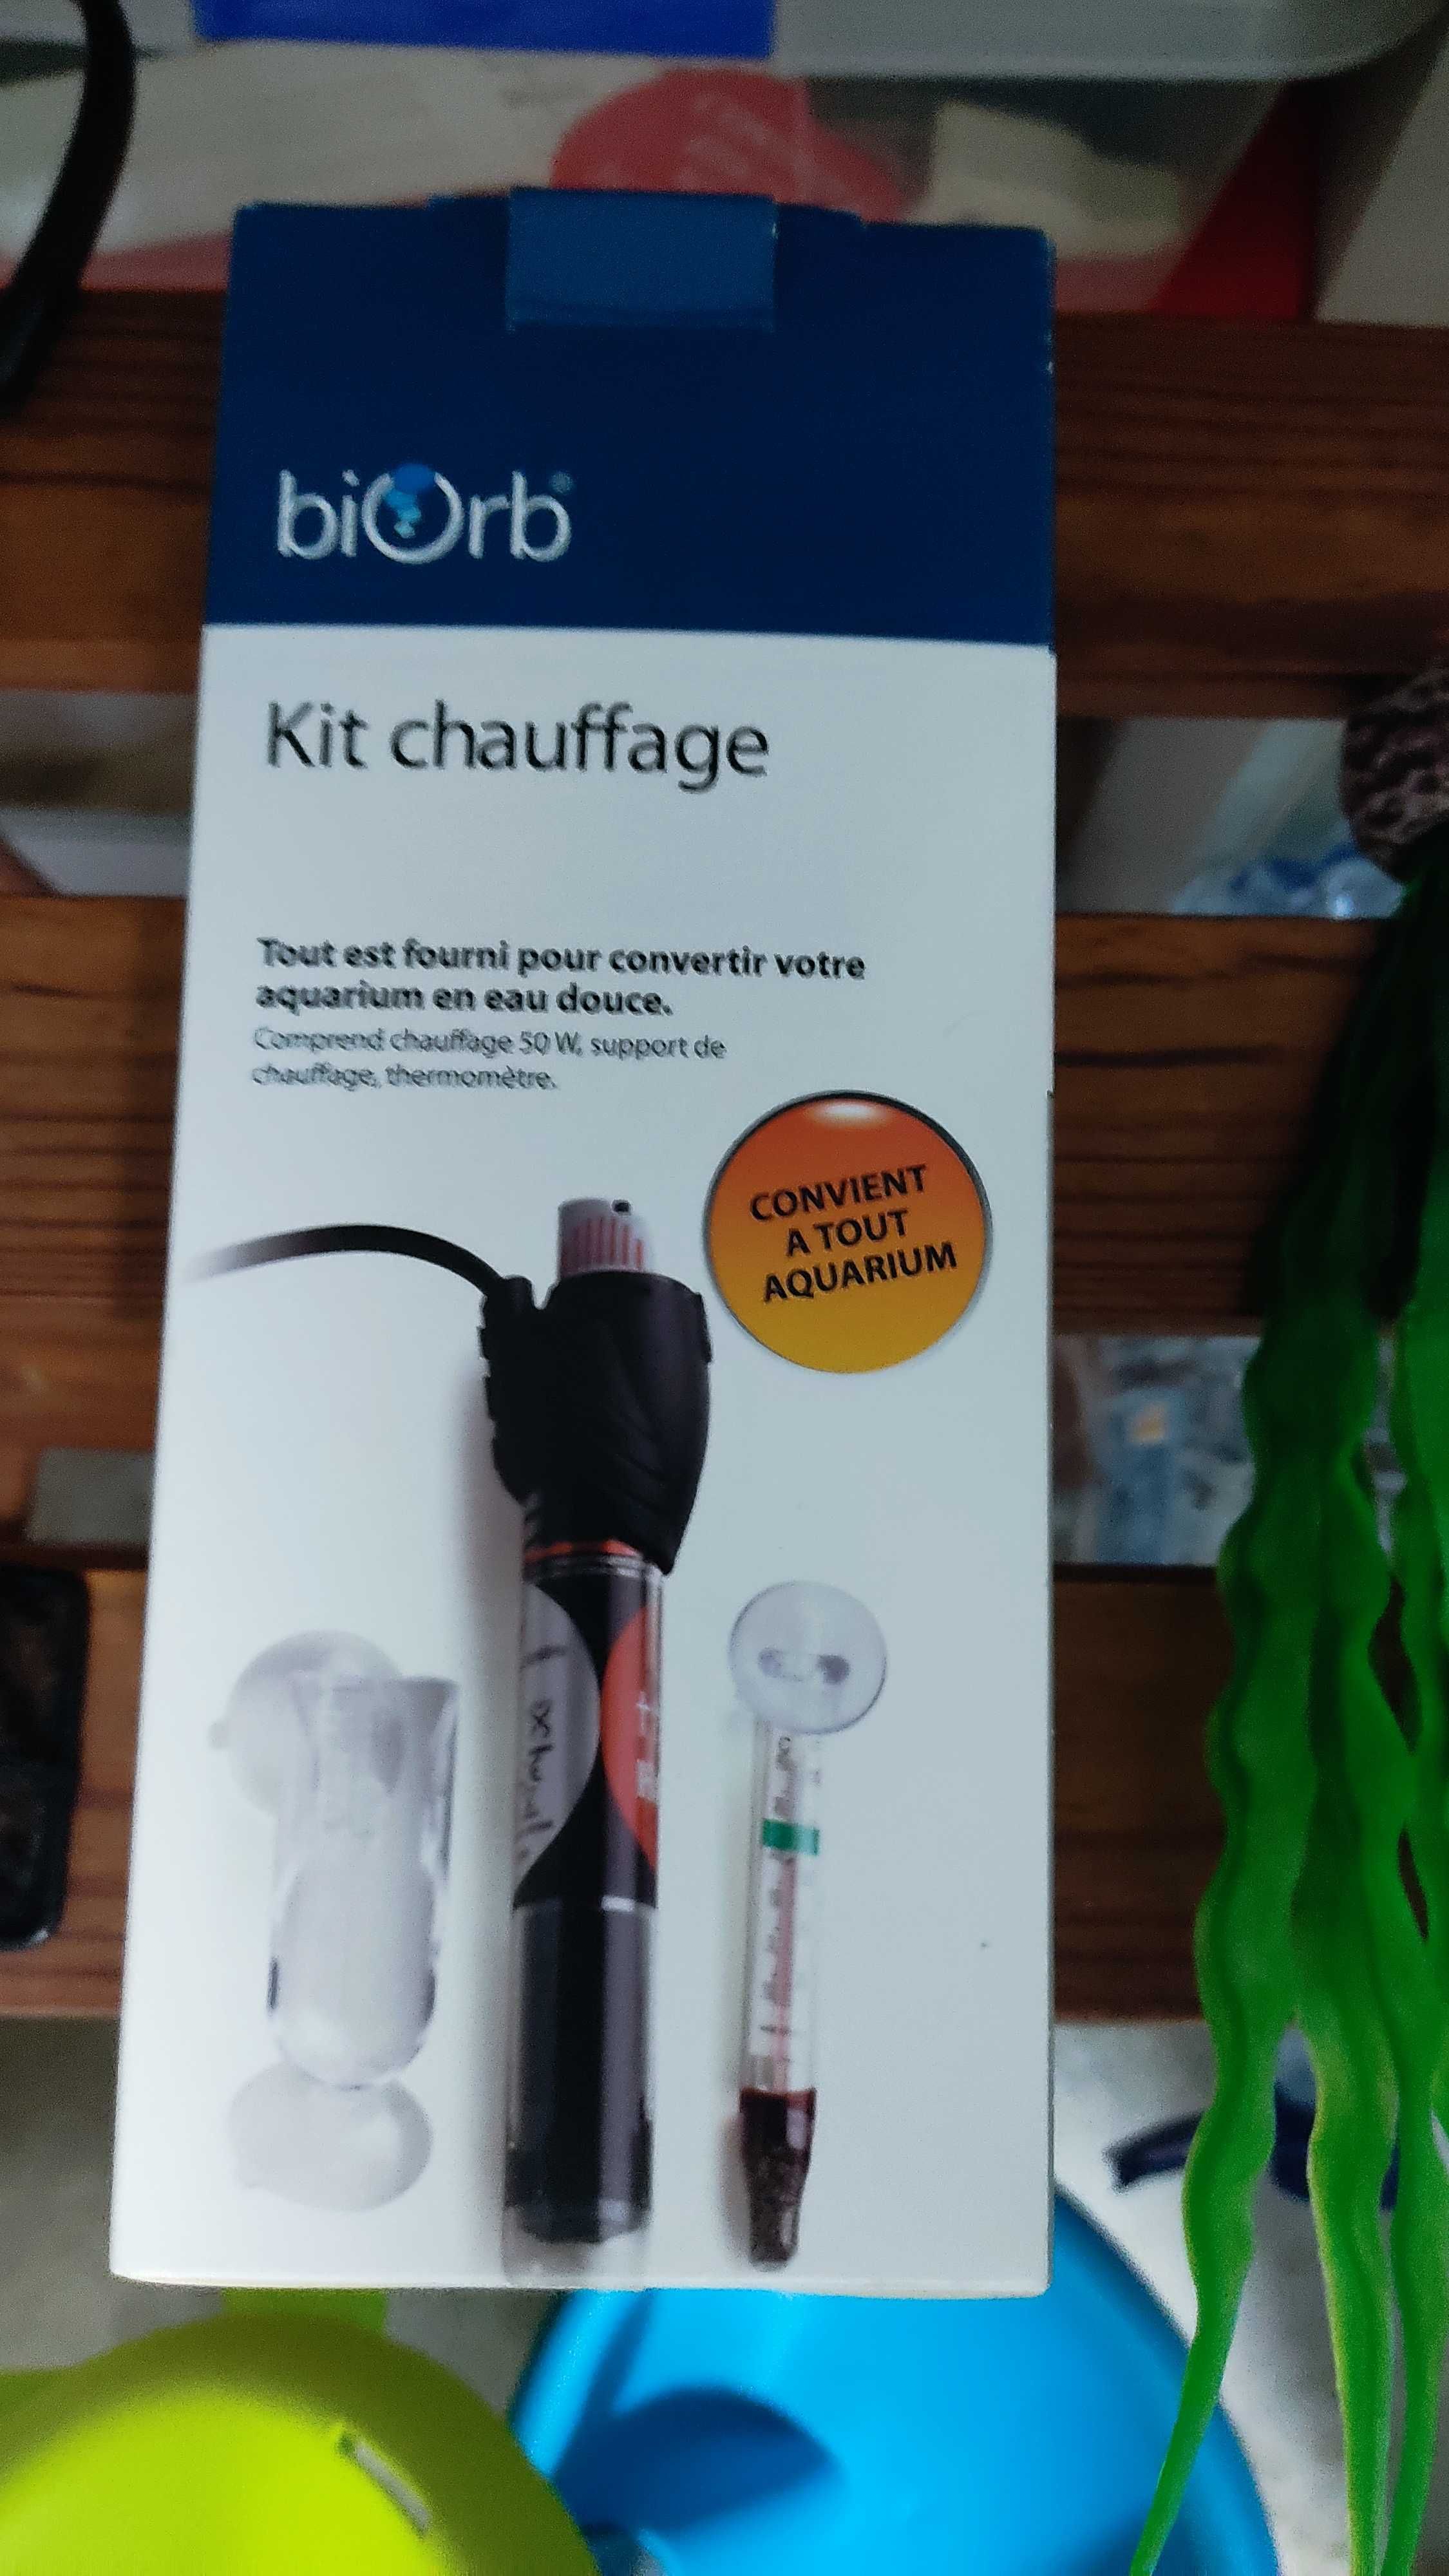 biOrb®
Kit chauffage
Tout est fourni pour convertir votre
aquarium en eau douce.
Comprend chauffage 50 W, support de
chauffage, thermomètre.
CONVIENT
A TOUT
AQUARIUM